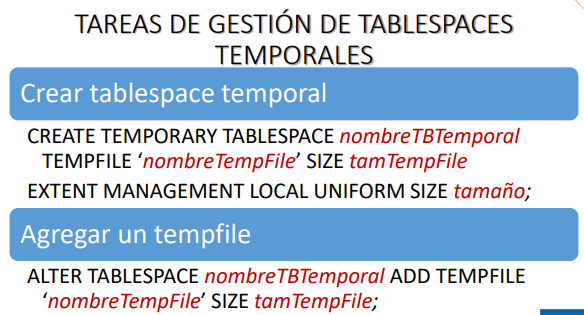 TAREAS DE GESTIÓN DE TABLESPACES
TEMPORALES
Crear tablespace temporal
CREATE TEMPORARY TABLESPACE nombreTBTemporal
TEMPFILE ‘nombreTempFile’ SIZE tamTempFile
EXTENT MANAGEMENT LOCAL UNIFORM SIZE tamaño;
Agregar un tempfile
ALTER TABLESPACE nombreTBTemporal ADD TEMPFILE
‘nombreTempFile’ SIZE tamTempFile;